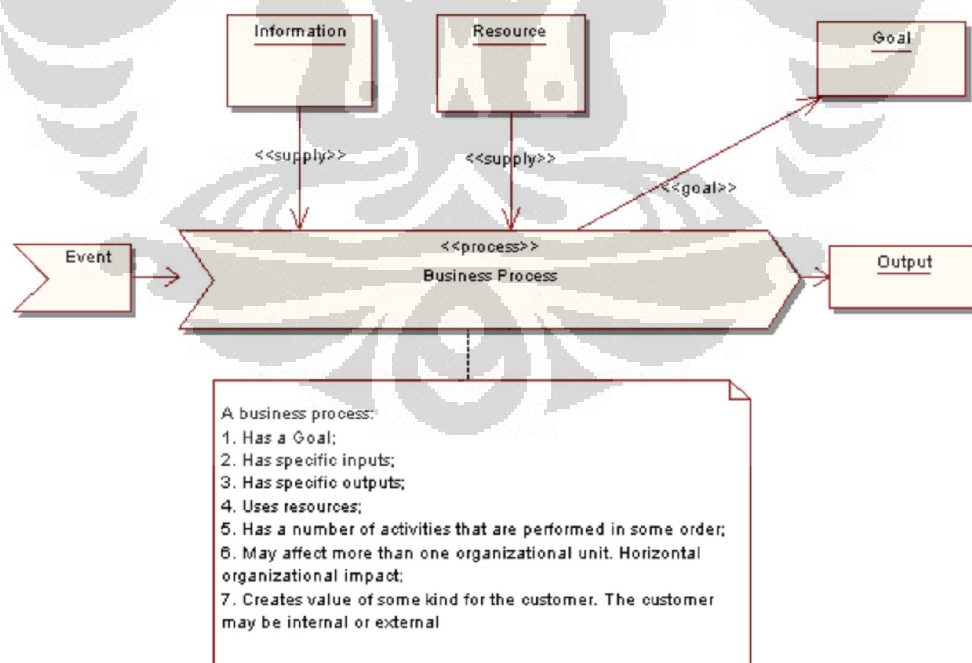 Information
Resource
Goal
<<supply>>
<<supply>>
<<goal>>
Event
<<process>>
Business Process
Output
A business process:
1. Has a Goal;
2. Has specific inputs;
3. Has specific outputs;
4. Uses resources;
5. Has a number of activities that are performed in some order;
6. May affect more than one organizational unit. Horizontal
organizational impact;
7. Creates value of some kind for the customer. The customer
may be internal or external